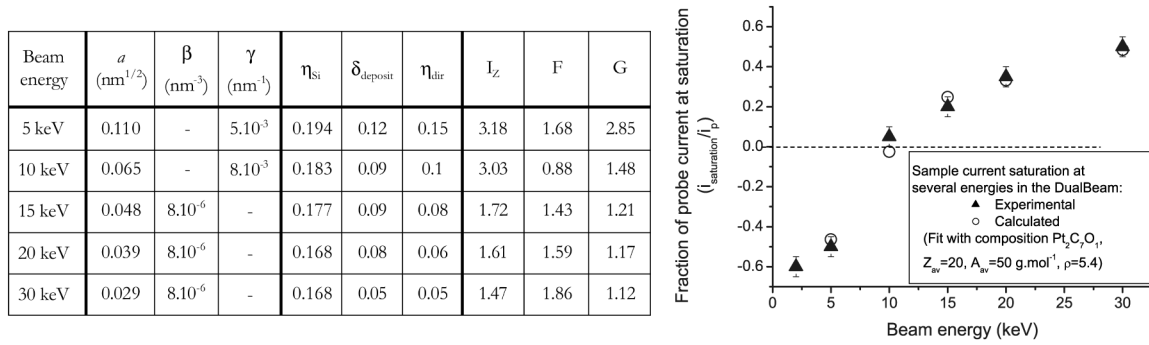 Beam energy a (nm^1/2) β (nm^-3) γ (nm^-1) η_Si δ_deposit η_dir I_Z F G
5 keV 0.110 - 5.10^-3 0.194 0.12 0.15 3.18 1.68 2.85
10 keV 0.065 - 8.10^-3 0.183 0.09 0.1 3.03 0.88 1.48
15 keV 0.048 8.10^-6 - 0.177 0.09 0.08 1.72 1.43 1.21
20 keV 0.039 8.10^-6 - 0.168 0.08 0.06 1.61 1.59 1.17
30 keV 0.029 8.10^-6 - 0.168 0.05 0.05 1.47 1.86 1.12
Fraction of probe current at saturation
(i_saturation/i_p)
0.6
0.4
0.2
0.0
-0.2
-0.4
-0.6
Sample current saturation at
several energies in the DualBeam:
Experimental
Calculated
(Fit with composition Pt_2C_7O_1,
Z_av=20, A_av=50 g.mol^-1, ρ=5.4)
0 5 10 15 20 25 30
Beam energy (keV)